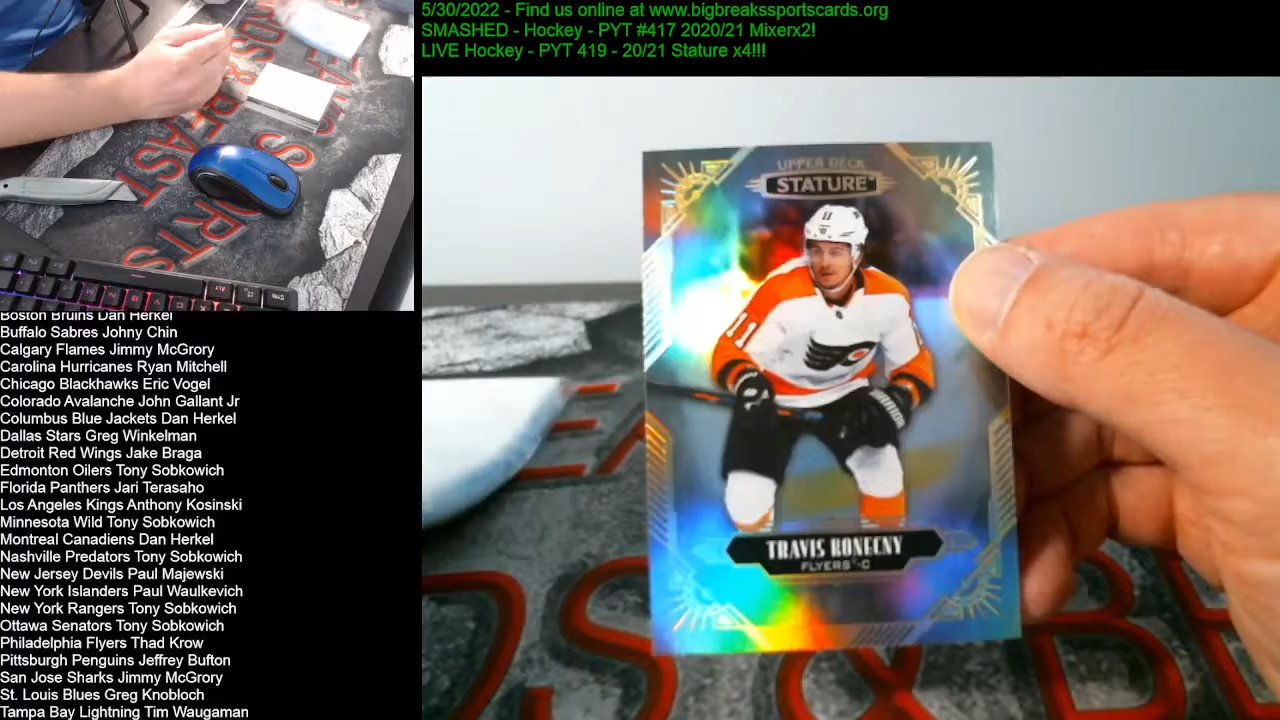 5/30/2022 - Find us online at www.bigbreakssportscards.org
SMASHED - Hockey - PYT #417 2020/21 Mixerx2!
LIVE Hockey - PYT 419 - 20/21 Stature x4!!!
UPPER DECK
STATURE
11
11
TRAVIS KONECNY
FLYERS - C
Boston Bruins Dan Herkel
Buffalo Sabres Johny Chin
Calgary Flames Jimmy McGrory
Carolina Hurricanes Ryan Mitchell
Chicago Blackhawks Eric Vogel
Colorado Avalanche John Gallant Jr
Columbus Blue Jackets Dan Herkel
Dallas Stars Greg Winkelman
Detroit Red Wings Jake Braga
Edmonton Oilers Tony Sobkowich
Florida Panthers Jari Terasaho
Los Angeles Kings Anthony Kosinski
Minnesota Wild Tony Sobkowich
Montreal Canadiens Dan Herkel
Nashville Predators Tony Sobkowich
New Jersey Devils Paul Majewski
New York Islanders Paul Waulkevich
New York Rangers Tony Sobkowich
Ottawa Senators Tony Sobkowich
Philadelphia Flyers Thad Krow
Pittsburgh Penguins Jeffrey Bufton
San Jose Sharks Jimmy McGrory
St. Louis Blues Greg Knobloch
Tampa Bay Lightning Tim Waugaman